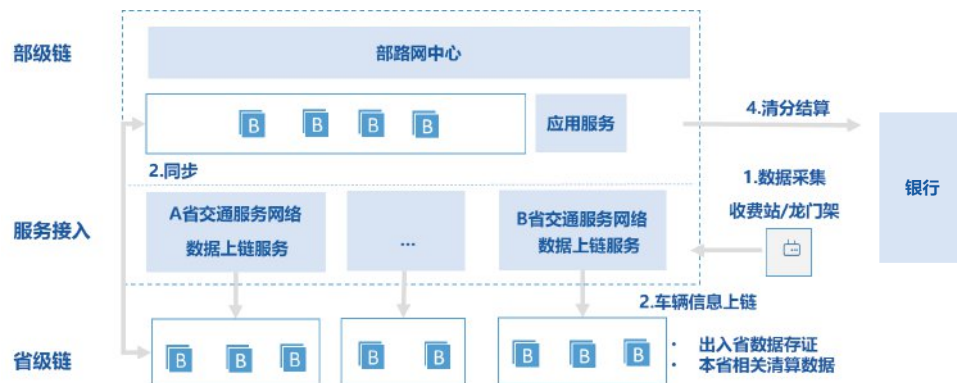 部级链
部路网中心
B B B B
应用服务
4.清分结算
2.同步
1.数据采集
收费站/龙门架
银行
服务接入
A省交通服务网络
数据上链服务
...
B省交通服务网络
数据上链服务
2.车辆信息上链
省级链
B B B
B B
B B B
• 出入省数据存证
• 本省相关清算数据